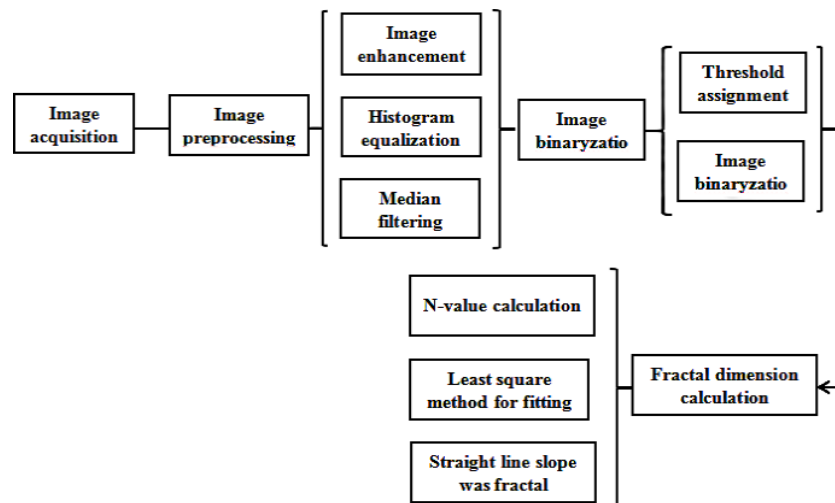 Image
acquisition
Image
preprocessing
Image
enhancement
Histogram
equalization
Median
filtering
Image
binaryzatio
Threshold
assignment
Image
binaryzatio
Fractal dimension
calculation
N-value calculation
Least square
method for fitting
Straight line slope
was fractal